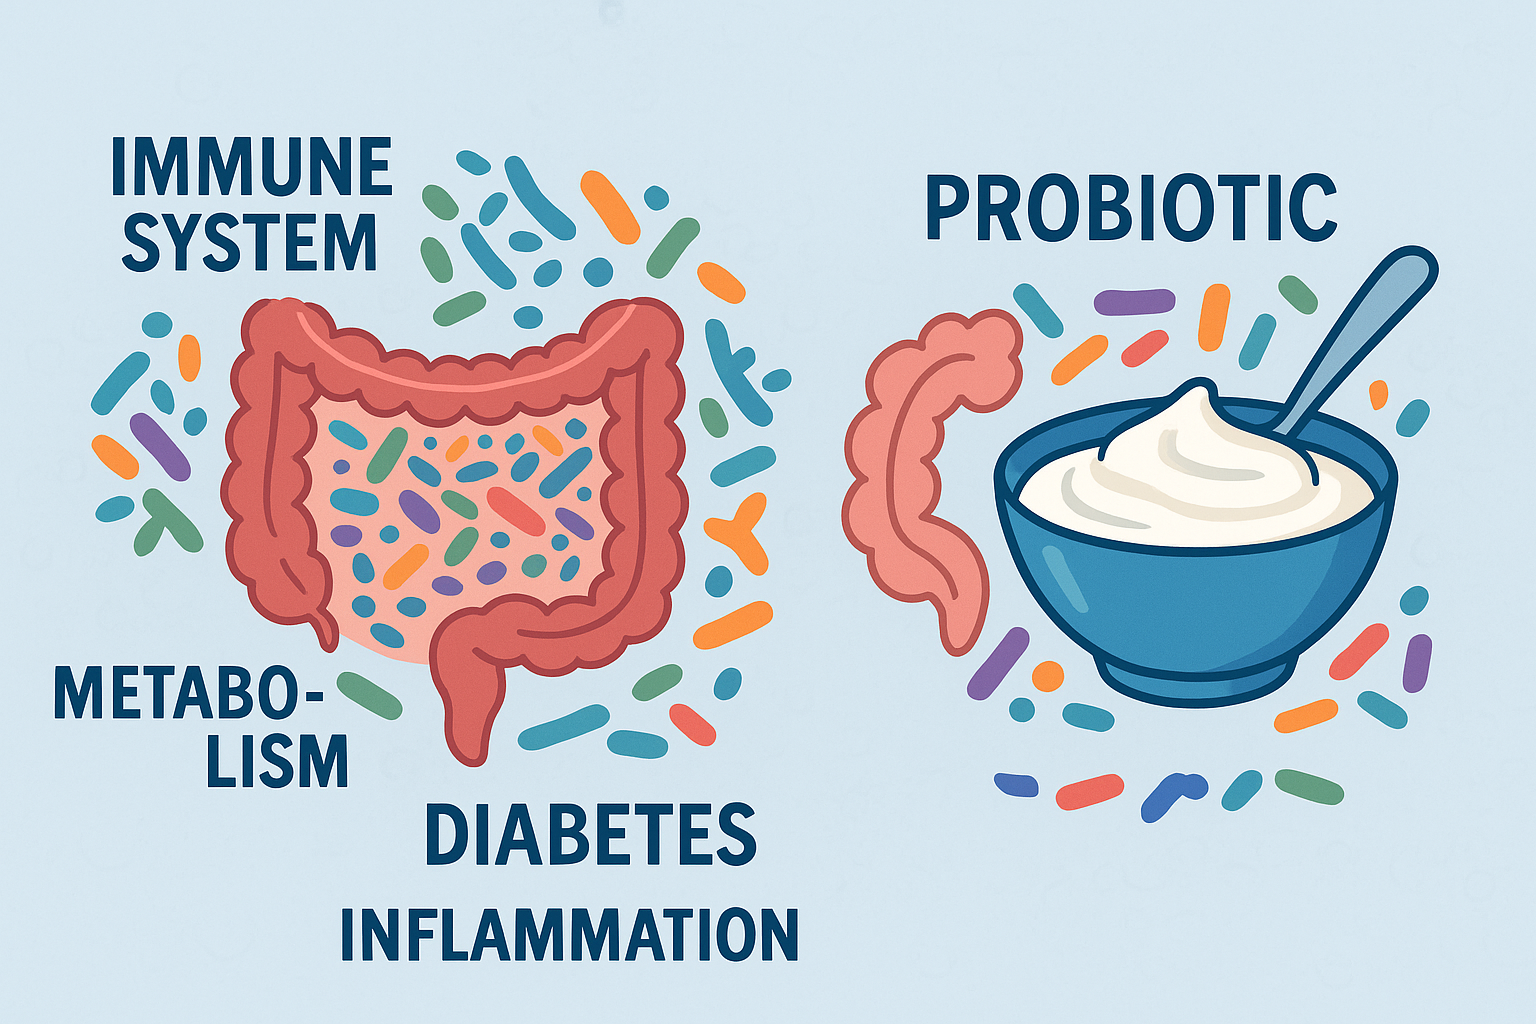 IMMUNE
SYSTEM
PROBIOTIC
METABO-
LISM
DIABETES
INFLAMMATION